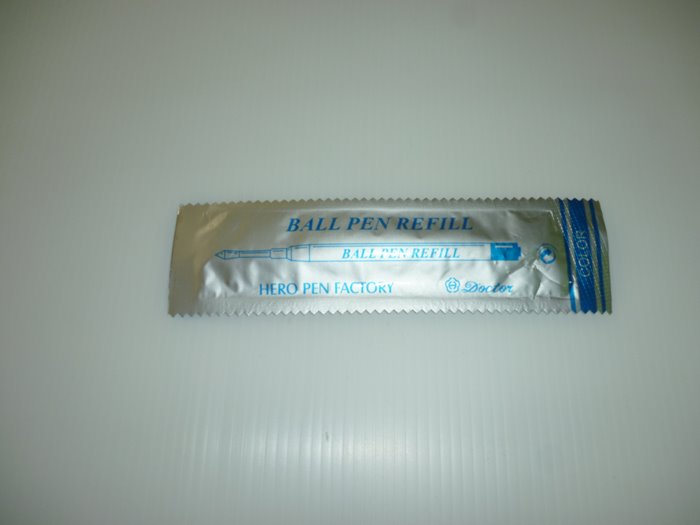 BALL PEN REFILL
BALL PEN REFILL
HERO PEN FACTORY
Doctor
COLOR